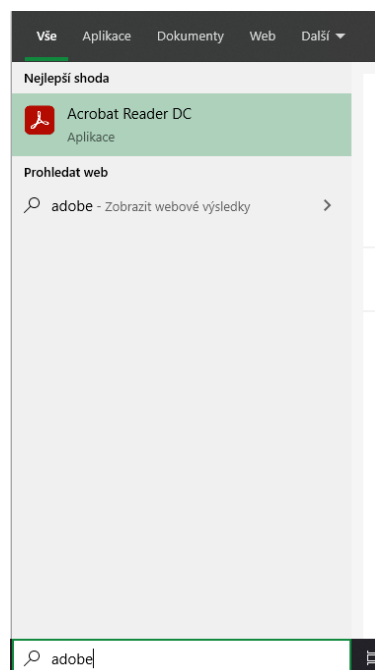 Vše Aplikace Dokumenty Web Další
Nejlepší shoda
Acrobat Reader DC
Aplikace
Prohledat web
adobe - Zobrazit webové výsledky
adobe